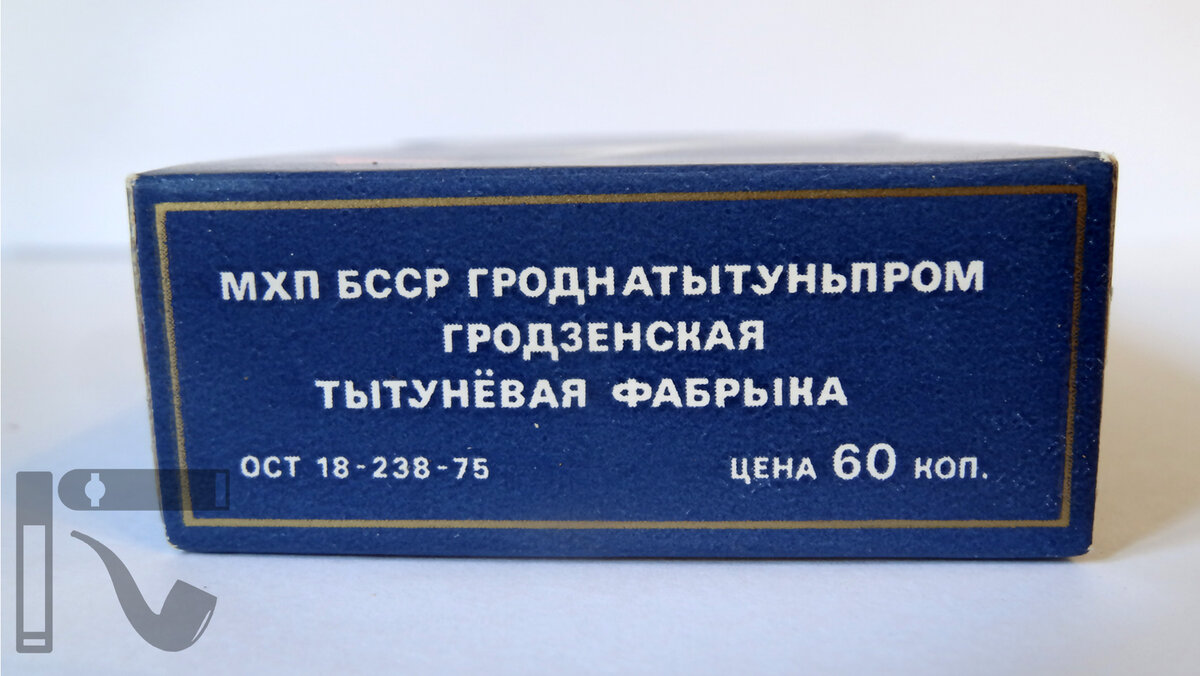 МХП БССР ГРОДНАТЫТУНЬПРОМ
ГРОДЗЕНСКАЯ
ТЫТУНЁВАЯ ФАБРЫКА
ОСТ 18-238-75 ЦЕНА 60 КОП.